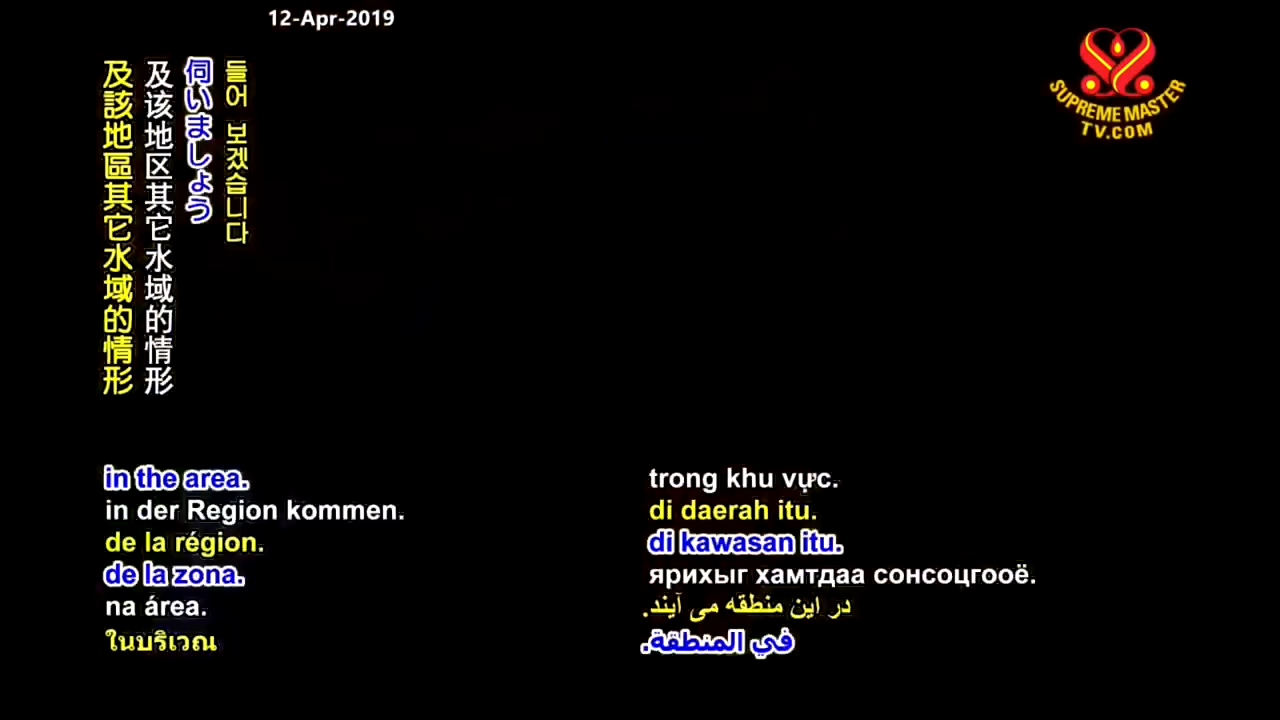 12-Apr-2019
SUPREME MASTER
TV.COM
들어 보겠습니다
伺いましょう
及该地区其它水域的情形
及該地區其它水域的情形
in the area.
in der Region kommen.
de la région.
de la zona.
na área.
ในบริเวณ
trong khu vực.
di daerah itu.
di kawasan itu.
ярихыг хамтдаа сонсоцгооё.
در این منطقه می آیند.
في المنطقة.